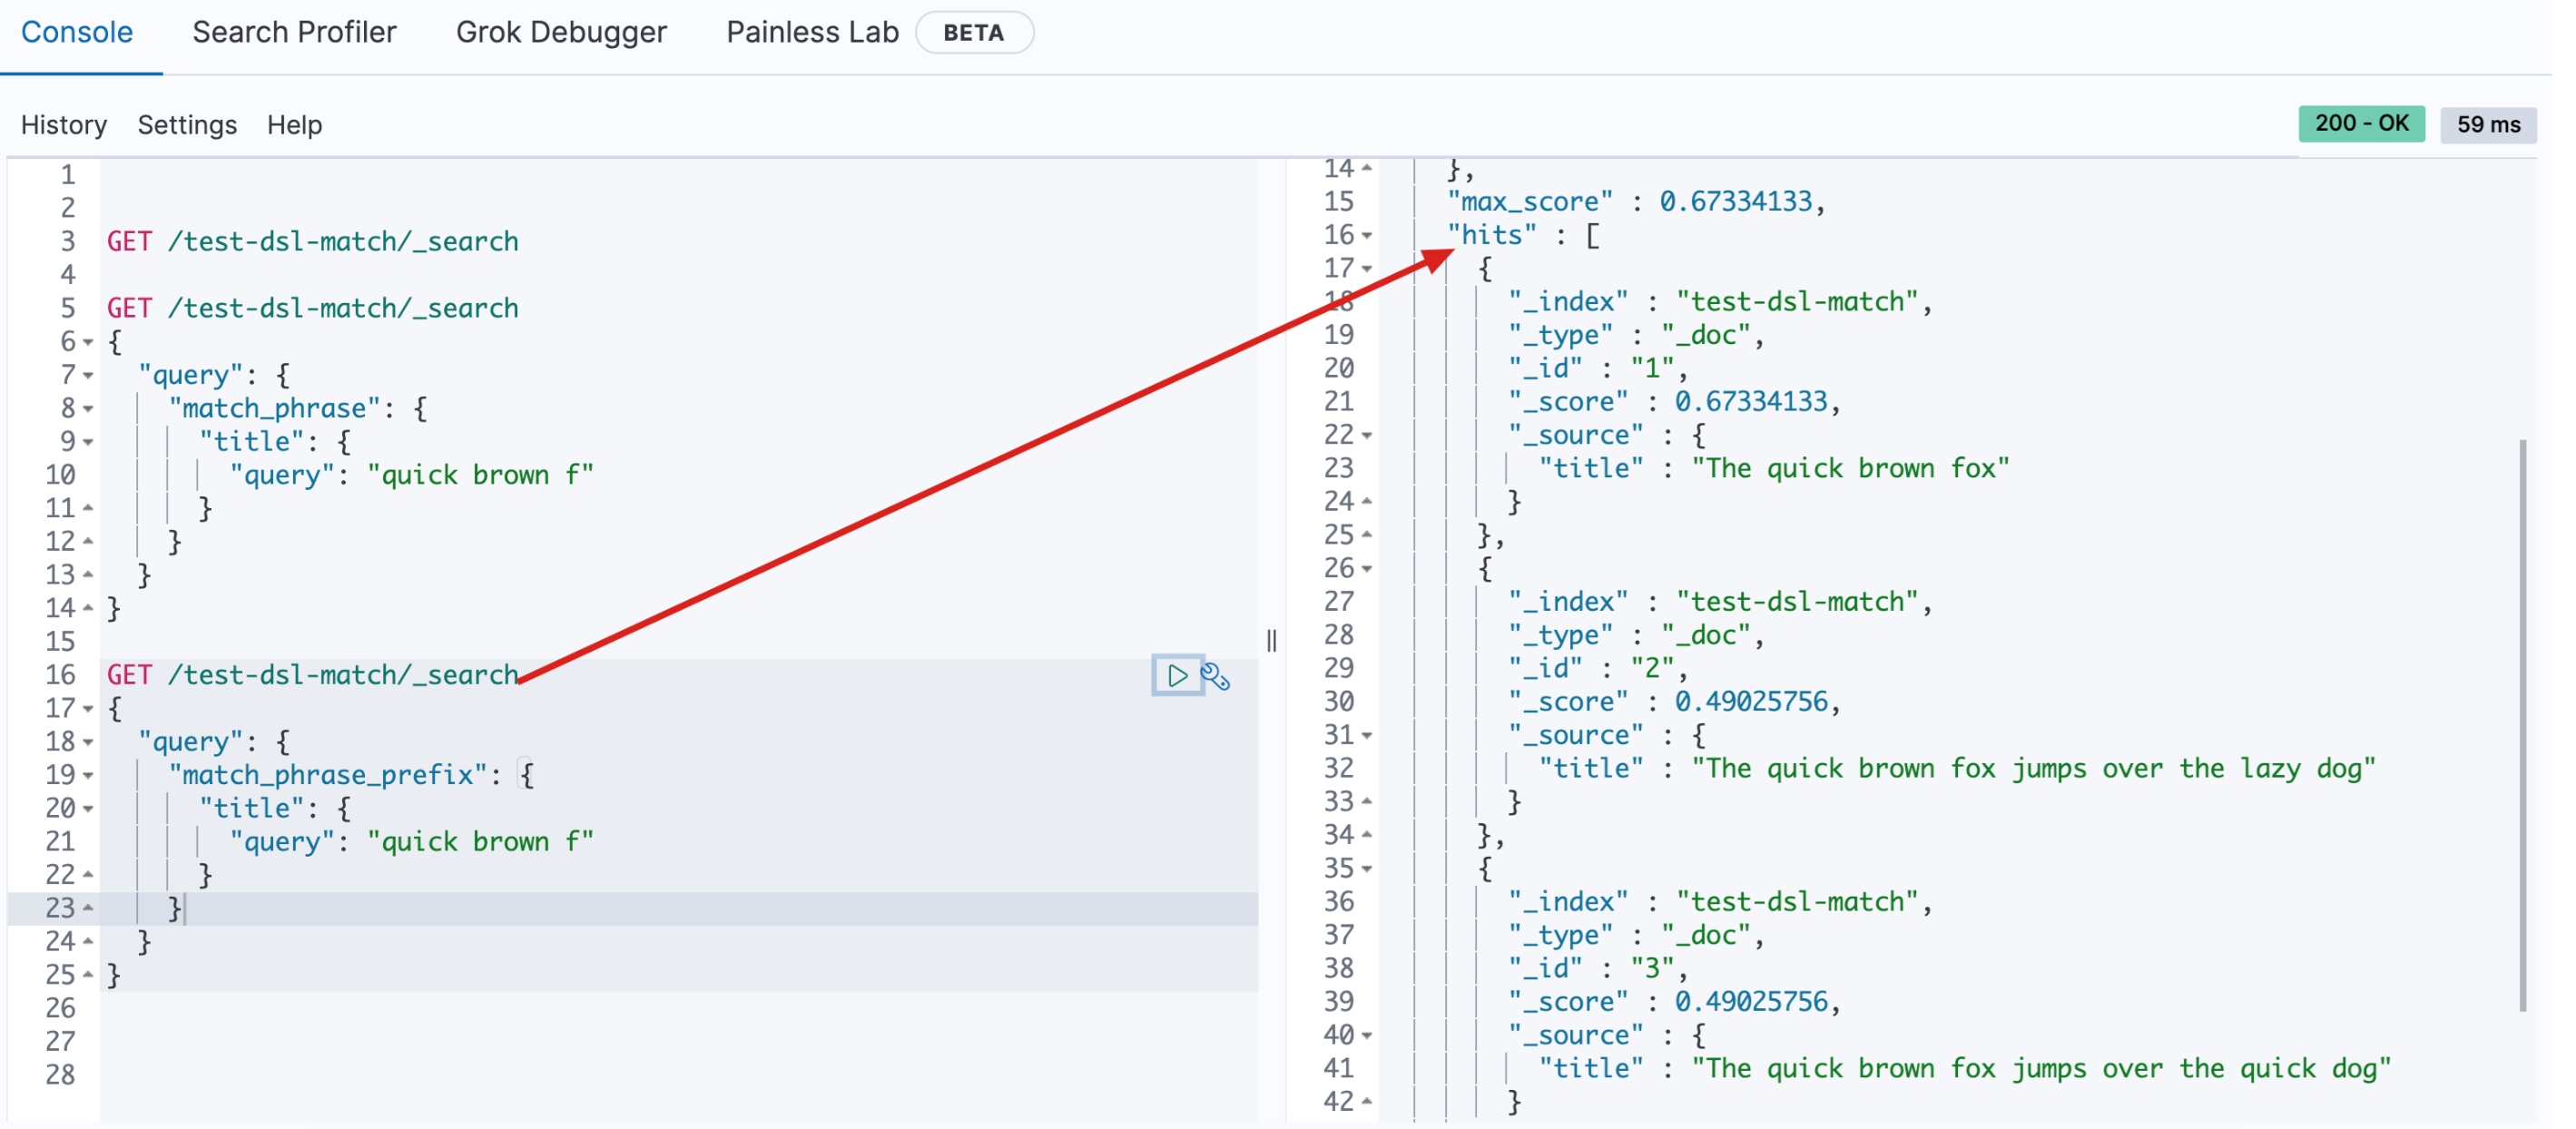 Console Search Profiler Grok Debugger Painless Lab BETA
History Settings Help 200 - OK 59 ms
1
2
3 GET /test-dsl-match/_search
4
5 GET /test-dsl-match/_search
6 {
7 "query": {
8 "match_phrase": {
9 "title": {
10 "query": "quick brown f"
11 }
12 }
13 }
14 }
15
16 GET /test-dsl-match/_search
17 {
18 "query": {
19 "match_phrase_prefix": {
20 "title": {
21 "query": "quick brown f"
22 }
23 }
24 }
25 }
26
27
28
14 },
15 "max_score" : 0.67334133,
16 "hits" : [
17 {
18 "_index" : "test-dsl-match",
19 "_type" : "_doc",
20 "_id" : "1",
21 "_score" : 0.67334133,
22 "_source" : {
23 "title" : "The quick brown fox"
24 }
25 },
26 {
27 "_index" : "test-dsl-match",
28 "_type" : "_doc",
29 "_id" : "2",
30 "_score" : 0.49025756,
31 "_source" : {
32 "title" : "The quick brown fox jumps over the lazy dog"
33 }
34 },
35 {
36 "_index" : "test-dsl-match",
37 "_type" : "_doc",
38 "_id" : "3",
39 "_score" : 0.49025756,
40 "_source" : {
41 "title" : "The quick brown fox jumps over the quick dog"
42 }